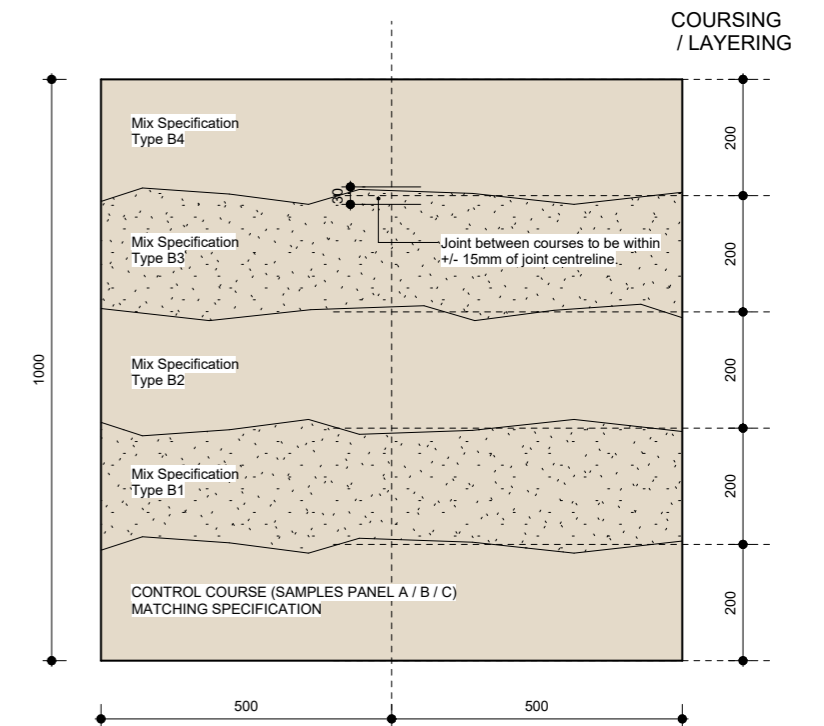 COURSING
/ LAYERING
Mix Specification
Type B4
200
30
Mix Specification
Type B3
Joint between courses to be within
+/- 15mm of joint centreline.
200
1000
Mix Specification
Type B2
200
Mix Specification
Type B1
200
CONTROL COURSE (SAMPLES PANEL A / B / C)
MATCHING SPECIFICATION
200
500
500